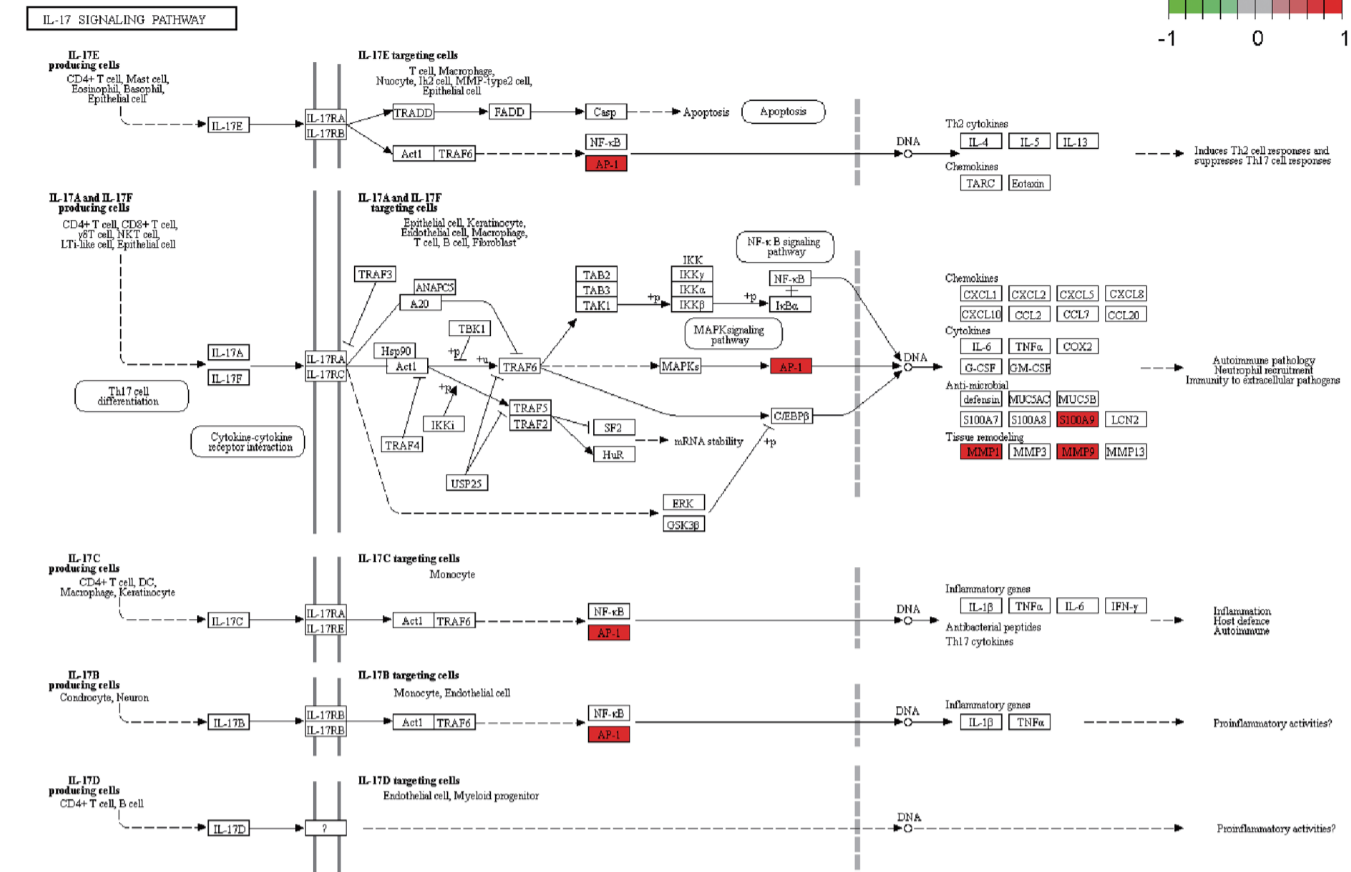 IL-17 SIGNALING PATHWAY
-1 0 1
IL-17E
producing cells
CD4+ T cell, Mast cell,
Eosinophil, Basophil,
Epithelial cell
IL-17E
IL-17RA
IL-17RB
IL-17E targeting cells
T cell, Macrophage,
Nuocyte, Ih2 cell, MMP-type2 cell,
Epithelial cell
TRADD FADD Casp Apoptosis Apoptosis
Act1 TRAF6
NF-κB
AP-1
DNA
Th2 cytokines
IL-4 IL-5 IL-13
Chemokines
TARC Eotaxin
Induces Th2 cell responses and
suppresses Th17 cell responses
IL-17A and IL-17F
producing cells
CD4+ T cell, CD8+ T cell,
γδT cell, NKT cell,
LTi-like cell, Epithelial cell
IL-17A
IL-17F
Th17 cell
differentiation
Cytokine-cytokine
receptor interaction
IL-17RA
IL-17RC
IL-17A and IL-17F
targeting cells
Epithelial cell, Keratinocyte,
Endothelial cell, Macrophage,
T cell, B cell, Fibroblast
TRAF3
ANAPC5
A20
TBK1
+p
Hsp90
Act1
+u
TRAF6
+p
IKKi
TRAF4
USP25
TRAF5
TRAF2
SF2
HuR
mRNA stability
TAB2
TAB3
TAK1
+p
IKK
IKKγ
IKKα
IKKβ
+p
NF-κB
IκBα
NF-κB signaling
pathway
MAPK signaling
pathway
MAPKs
AP-1
C/EBPβ
+p
ERK
GSK3β
DNA
Chemokines
CXCL1 CXCL2 CXCL5 CXCL8
CXCL10 CCL2 CCL7 CCL20
Cytokines
IL-6 TNFα COX2
G-CSF GM-CSF
Anti-microbial
defensin MUC5AC MUC5B
S100A7 S100A8 S100A9 LCN2
Tissue remodeling
MMP1 MMP3 MMP9 MMP13
Autoimmune pathology
Neutrophil recruitment
Immunity to extracellular pathogens
IL-17C
producing cells
CD4+ T cell, DC,
Macrophage, Keratinocyte
IL-17C
IL-17RA
IL-17RE
IL-17C targeting cells
Monocyte
Act1 TRAF6
NF-κB
AP-1
DNA
Inflammatory genes
IL-1β TNFα IL-6 IFN-γ
Antibacterial peptides
Th17 cytokines
Inflammation
Host defence
Autoimmune
IL-17B
producing cells
Condrocyte, Neuron
IL-17B
IL-17RB
IL-17RB
IL-17B targeting cells
Monocyte, Endothelial cell
Act1 TRAF6
NF-κB
AP-1
DNA
Inflammatory genes
IL-1β TNFα
Proinflammatory activities?
IL-17D
producing cells
CD4+ T cell, B cell
IL-17D
?
IL-17D targeting cells
Endothelial cell, Myeloid progenitor
DNA
Proinflammatory activities?